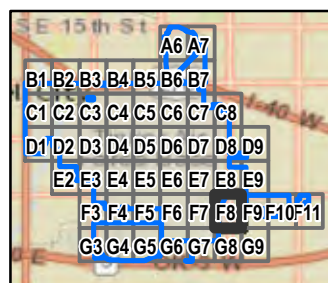 SE 15th St
A6 A7
B1 B2 B3 B4 B5 B6 B7
C1 C2 C3 C4 C5 C6 C7 C8
I-40 W
D1 D2 D3 D4 D5 D6 D7 D8 D9
E2 E3 E4 E5 E6 E7 E8 E9
F3 F4 F5 F6 F7 F8 F9 F10 F11
G3 G4 G5 G6 G7 G8 G9